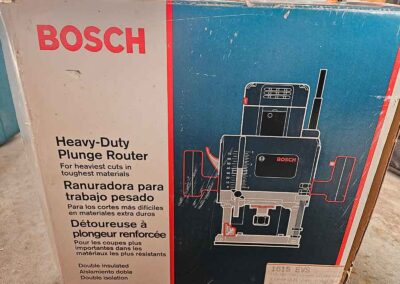 BOSCH
Heavy-Duty
Plunge Router
For heaviest cuts in
toughest materials
Ranuradora para
trabajo pesado
Para los cortes más difíciles
en materiales extra duros
Détoureuse à
plongeur renforcée
Pour les coupes plus
importantes dans les
matériaux les plus résistants
Double insulated
Aislamiento doble
Double isolation
BOSCH
1615 EVS